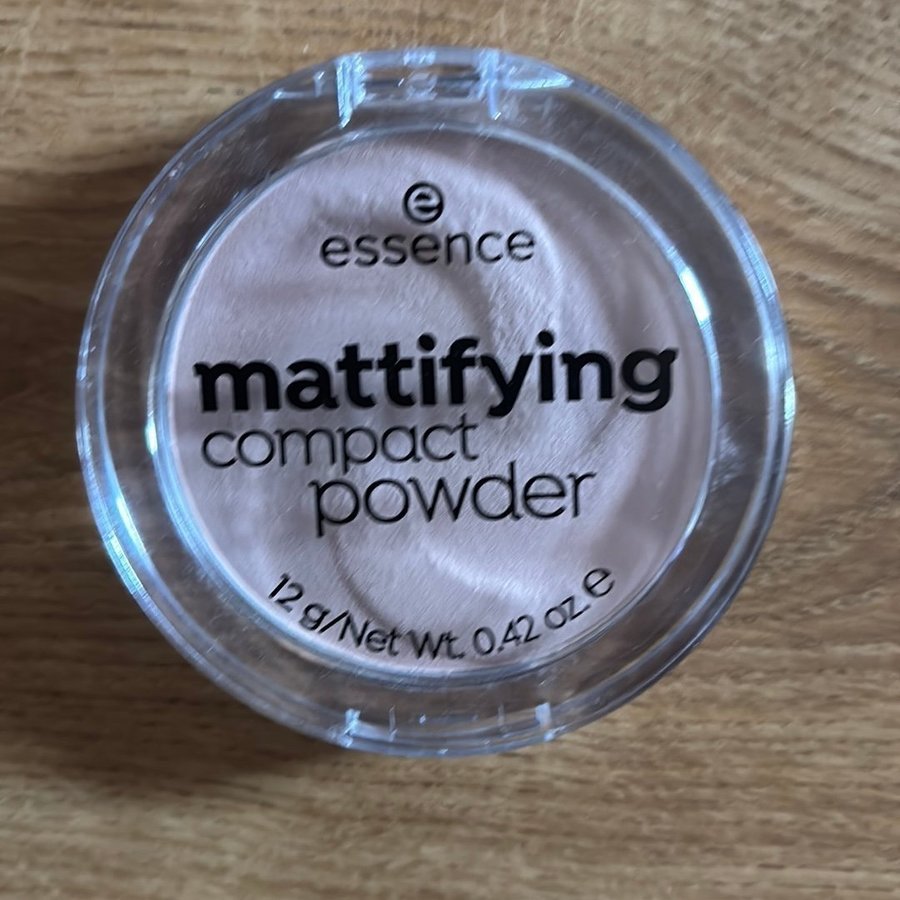 e
essence
mattifying
compact
powder
12 g/Net Wt. 0.42 oz ℮